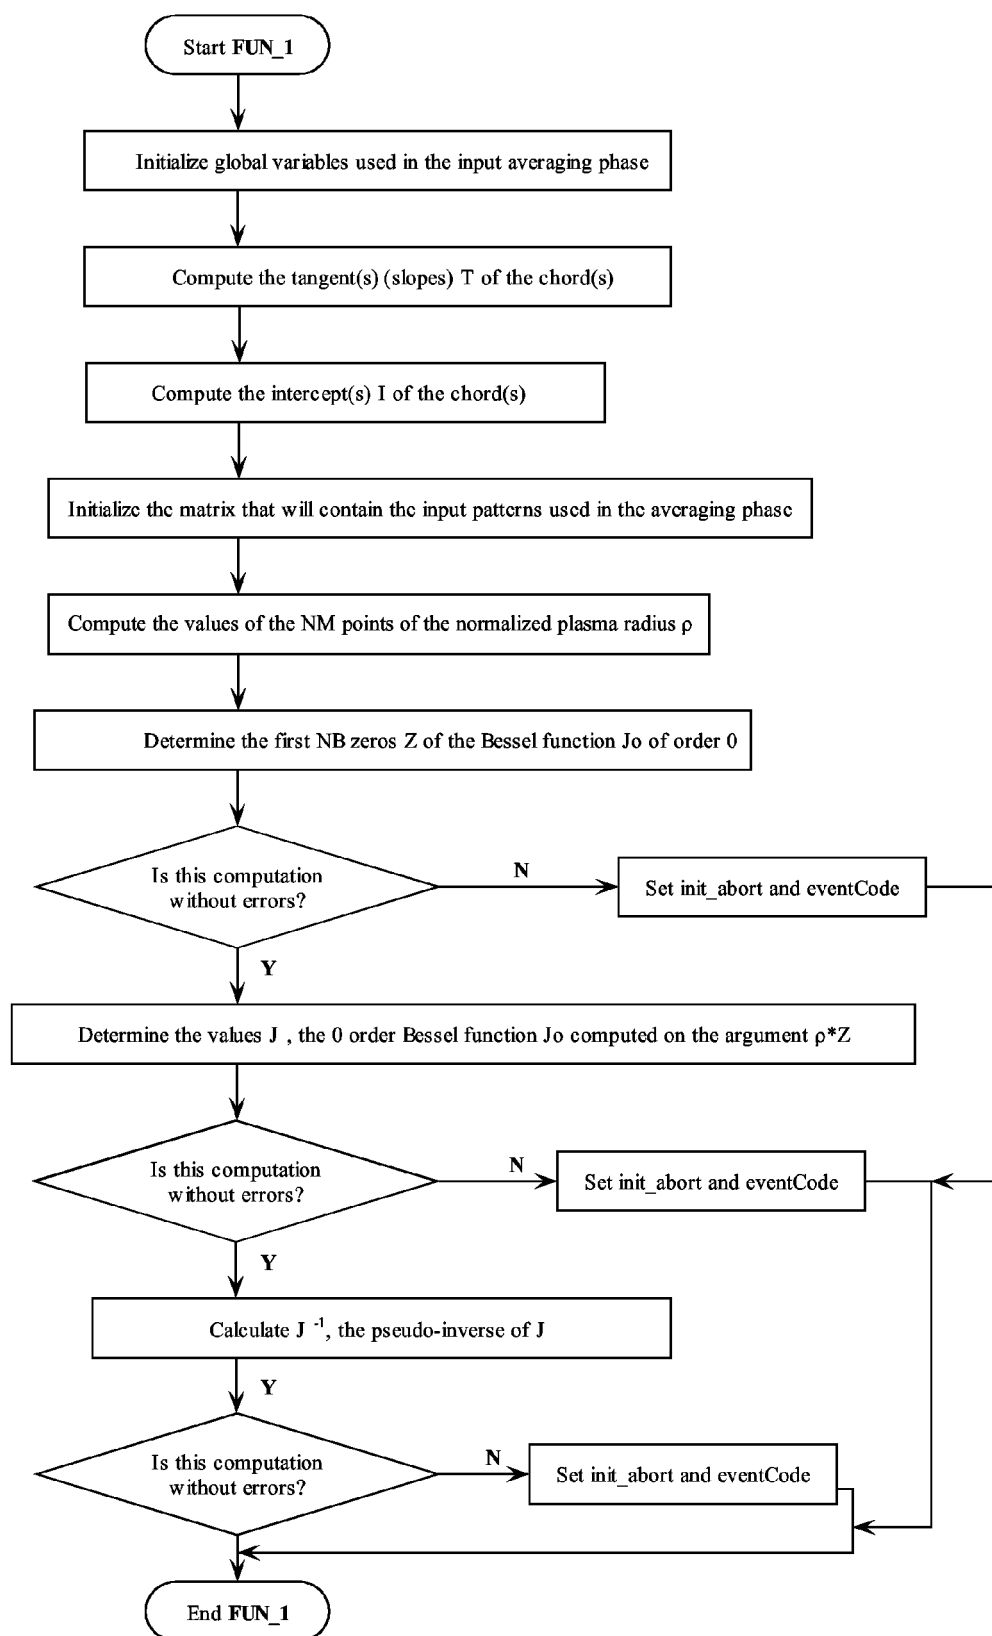 Start FUN_1
Initialize global variables used in the input averaging phase
Compute the tangent(s) (slopes) T of the chord(s)
Compute the intercept(s) I of the chord(s)
Initialize the matrix that will contain the input patterns used in the averaging phase
Compute the values of the NM points of the normalized plasma radius ρ
Determine the first NB zeros Z of the Bessel function Jo of order 0
Is this computation
without errors?
N
Set init_abort and eventCode
Y
Determine the values J , the 0 order Bessel function Jo computed on the argument ρ*Z
Is this computation
without errors?
N
Set init_abort and eventCode
Y
Calculate J -1, the pseudo-inverse of J
Y
Is this computation
without errors?
N
Set init_abort and eventCode
End FUN_1